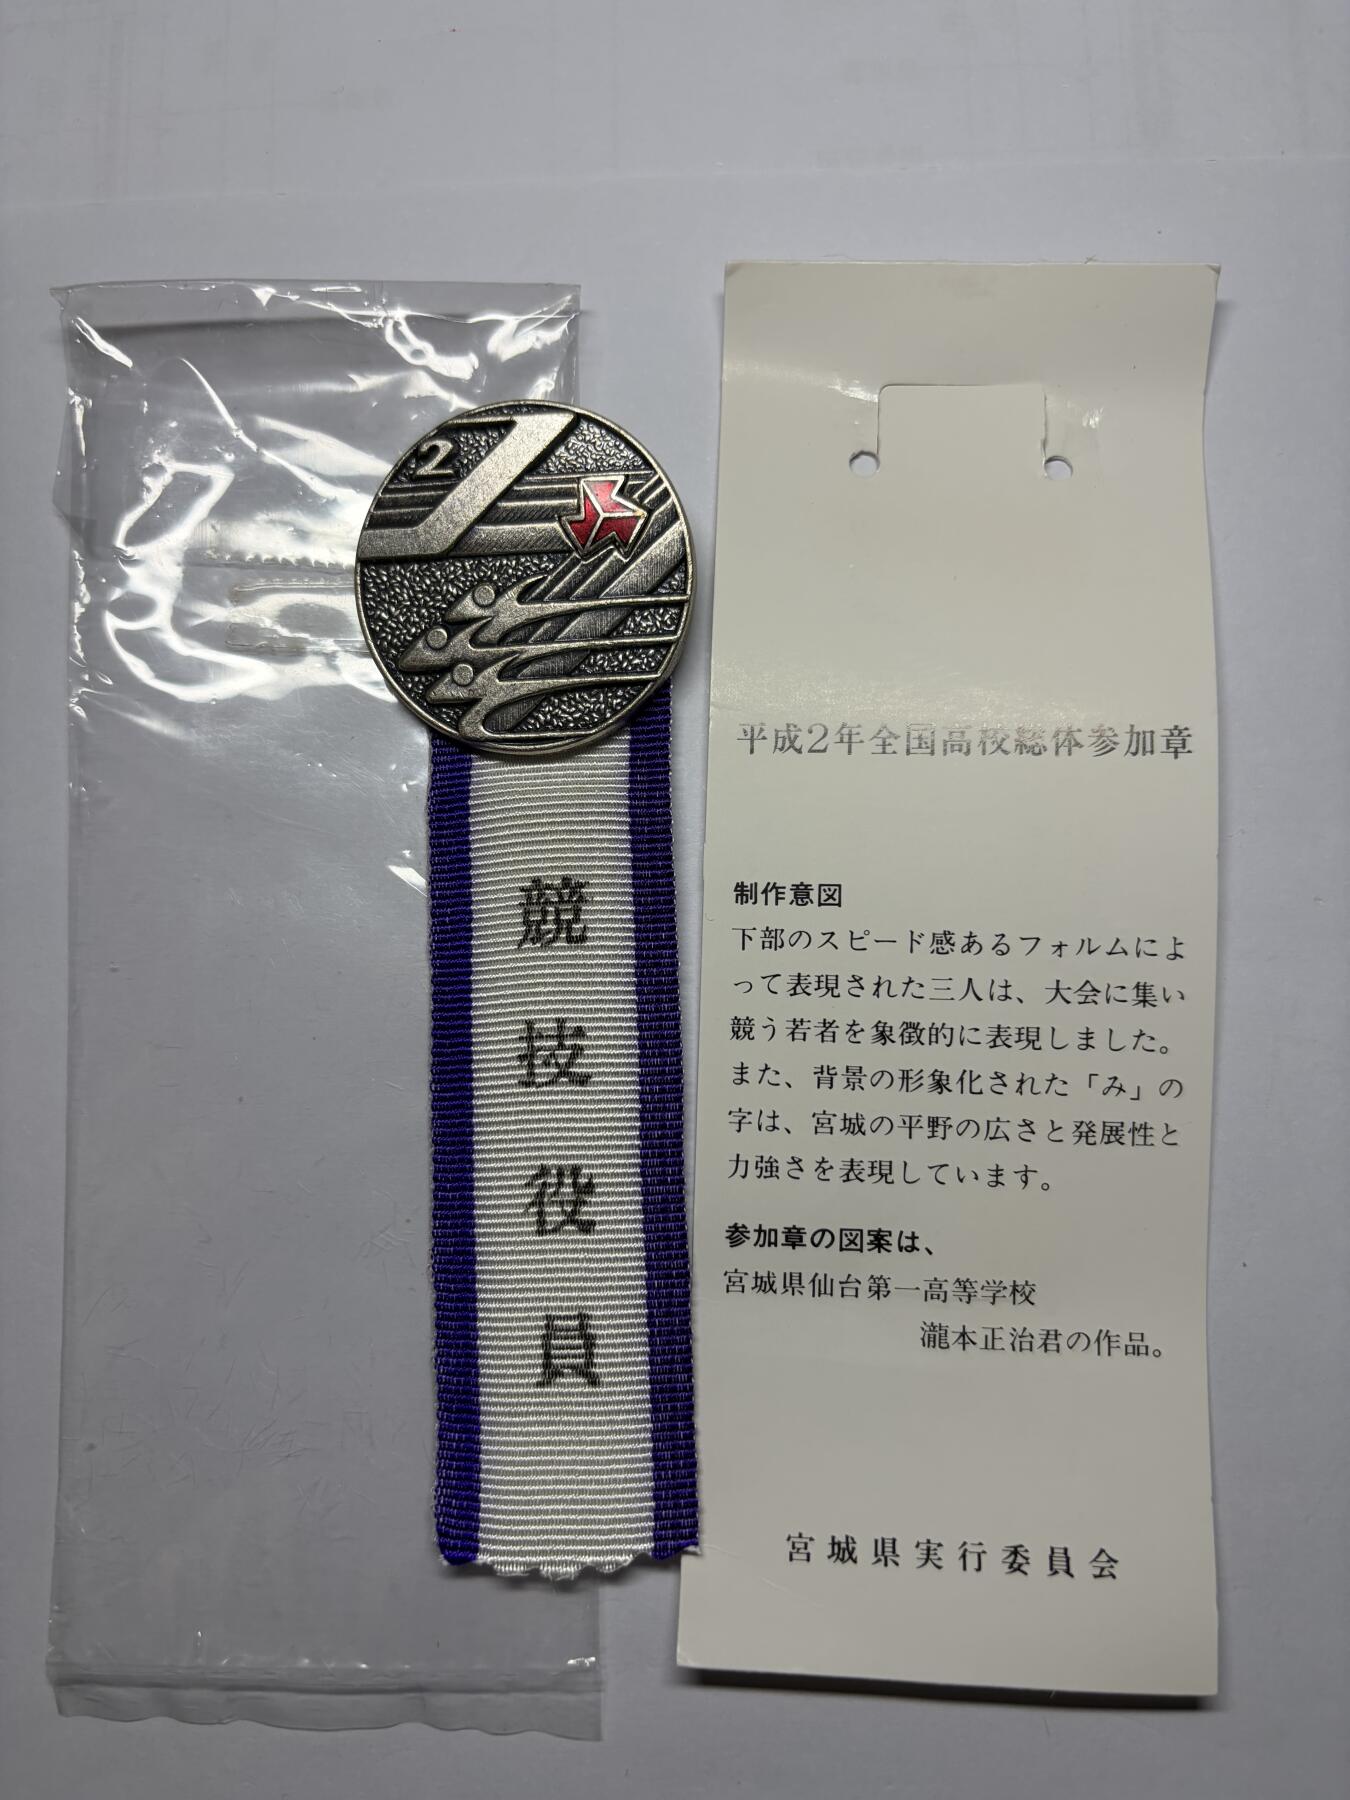 2
競技役員
平成2年全国高校総体参加章
制作意図
下部のスピード感あるフォルムによ
って表現された三人は、大会に集い
競う若者を象徴的に表現しました。
また、背景の形象化された「み」の
字は、宮城の平野の広さと発展性と
力強さを表現しています。
参加章の図案は、
宮城県仙台第一高等学校
瀧本正治君の作品。
宮城県実行委員会